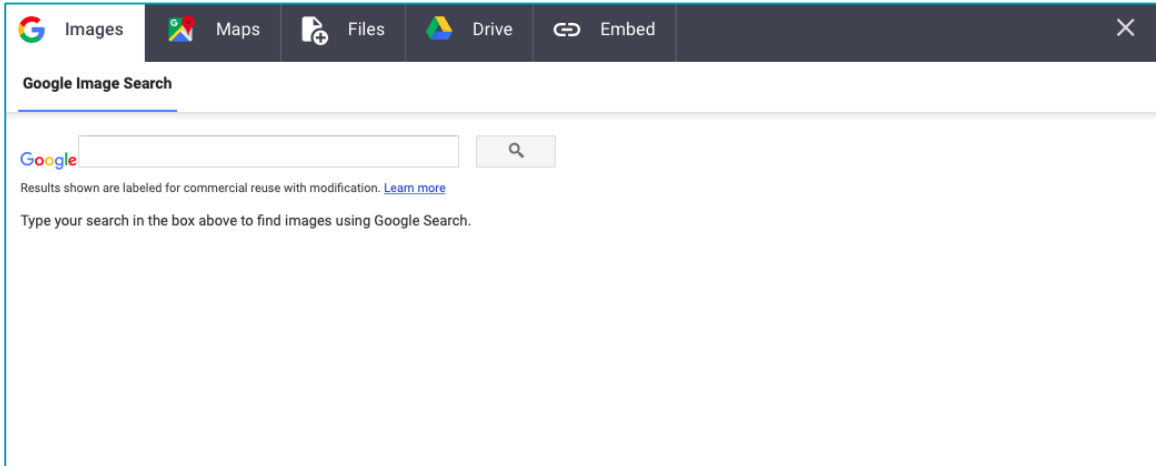 Images Maps Files Drive Embed
Google Image Search
Google
Results shown are labeled for commercial reuse with modification. Learn more
Type your search in the box above to find images using Google Search.